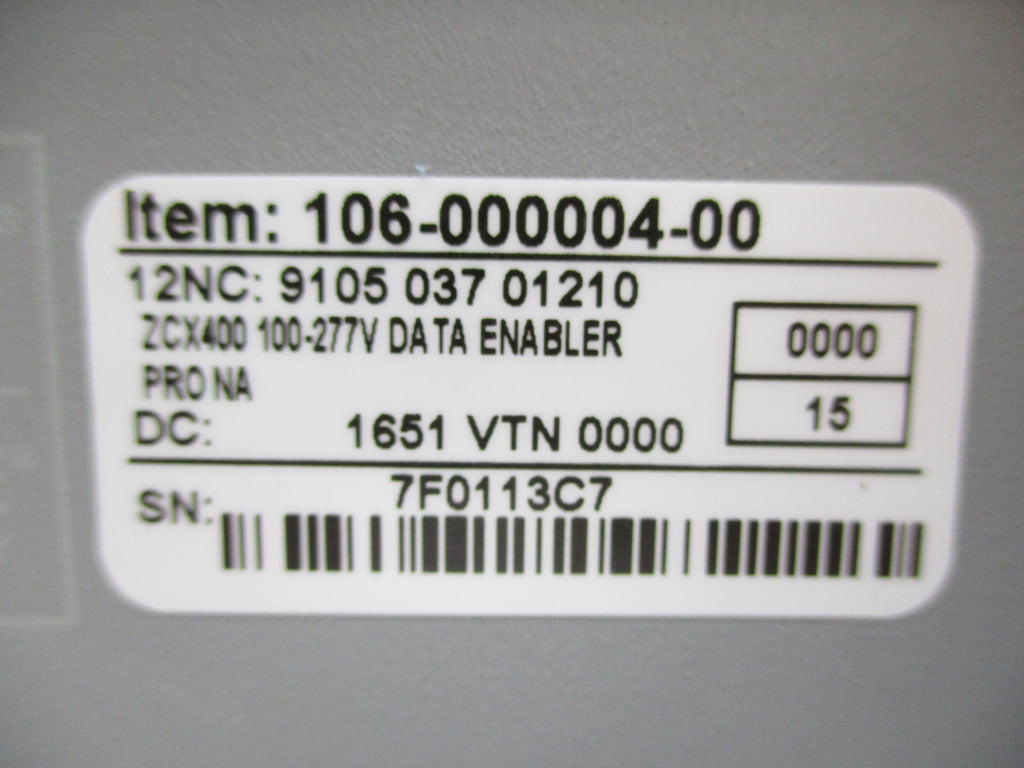 Item: 106-000004-00
12NC: 9105 037 01210
ZCX400 100-277V DATA ENABLER
PRO NA
0000
15
DC: 1651 VTN 0000
SN: 7F0113C7